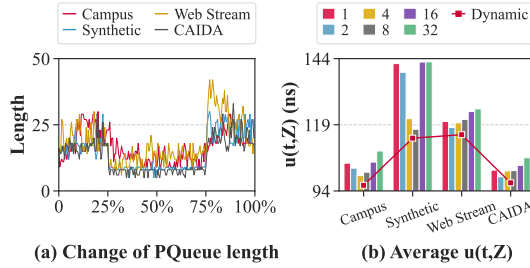 Campus
Web Stream
Synthetic
CAIDA
Length
50
25
0
0
25%
50%
75%
100%
(a) Change of PQueue length
1
4
16
Dynamic
2
8
32
u(t,Z) (ns)
144
119
94
Campus
Synthetic
Web Stream
CAIDA
(b) Average u(t,Z)